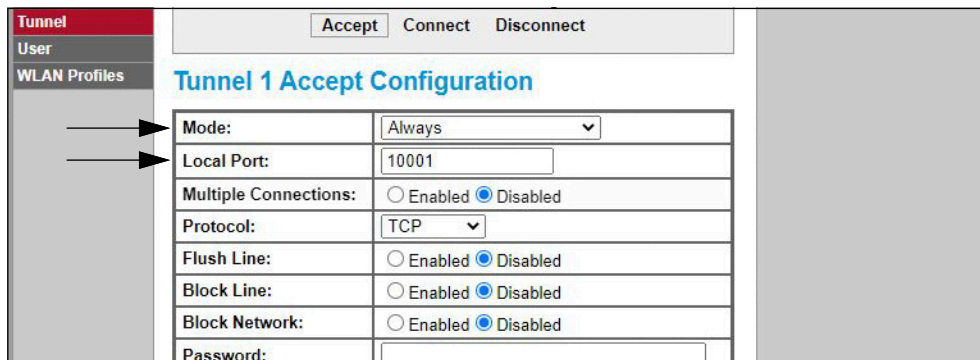 Tunnel
User
WLAN Profiles
Accept Connect Disconnect
Tunnel 1 Accept Configuration
Mode: Always
Local Port: 10001
Multiple Connections: Enabled Disabled
Protocol: TCP
Flush Line: Enabled Disabled
Block Line: Enabled Disabled
Block Network: Enabled Disabled
Password: